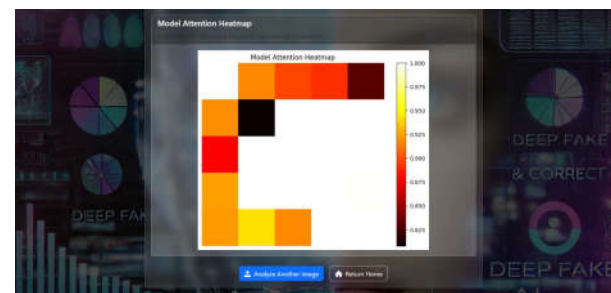 Model Attention Heatmap
Model Attention Heatmap
1.000
0.975
0.950
0.925
0.900
0.875
0.850
0.825
DEEP FAKE
& CORRECT
DEEP FAK
DEEP FAKE
Analyze Another Image
Return Home